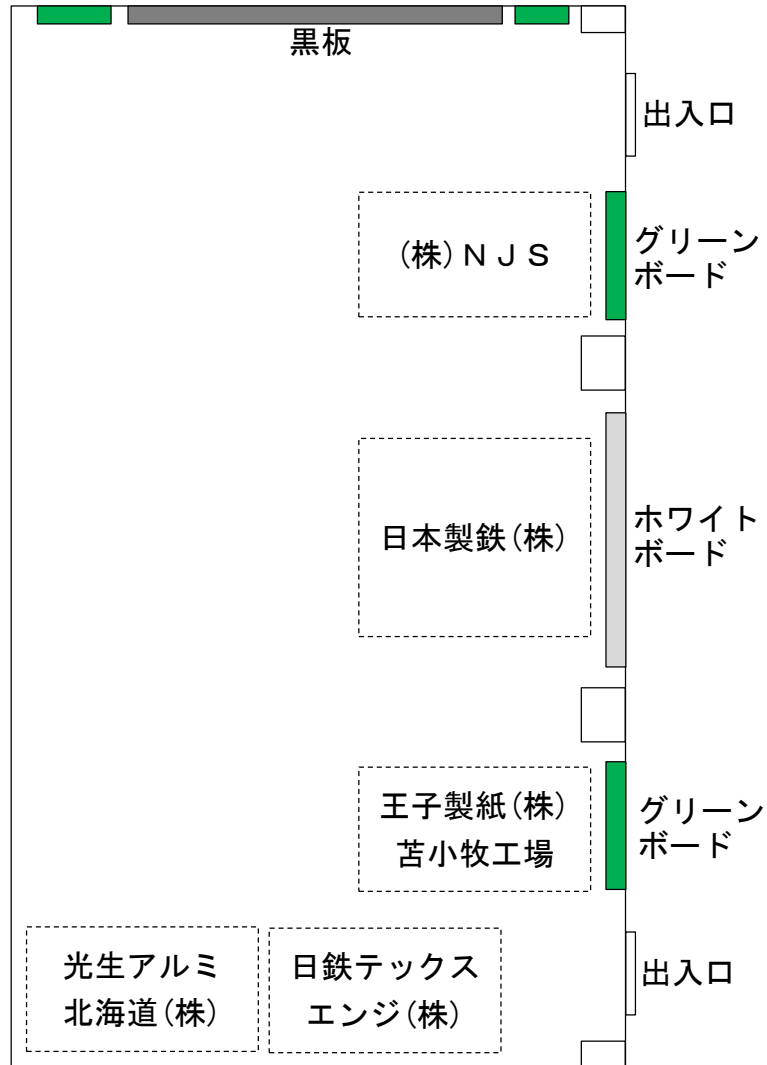 黒板
出入口
(株)ＮＪＳ
グリーン
ボード
日本製鉄(株)
ホワイト
ボード
王子製紙(株)
苫小牧工場
グリーン
ボード
光生アルミ
北海道(株)
日鉄テックス
エンジ(株)
出入口